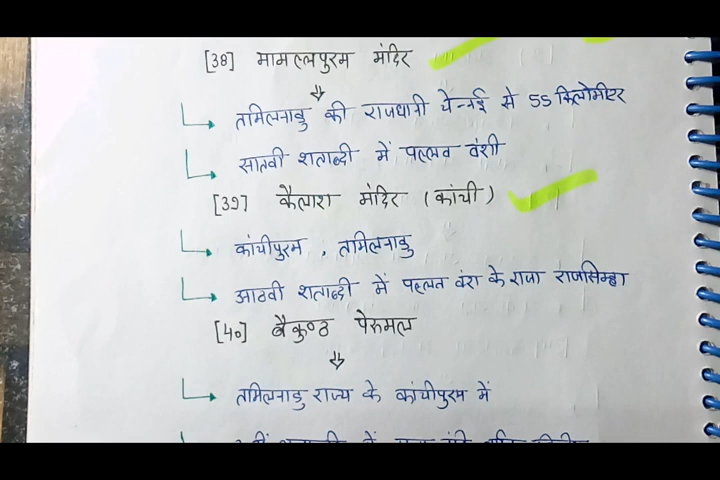 [38] मामल्लपुरम मंदिर
तमिलनाडु की राजधानी चेन्नई से 55 किलोमीटर
सातवी शताब्दी में पल्लव वंशी
[39] कैलाश मंदिर (कांची)
कांचीपुरम , तमिलनाडु
आठवी शताब्दी में पल्लव वंश के राजा राजसिम्हा
[40] बैकुण्ठ पेरुमल
तमिलनाडु राज्य के कांचीपुरम में